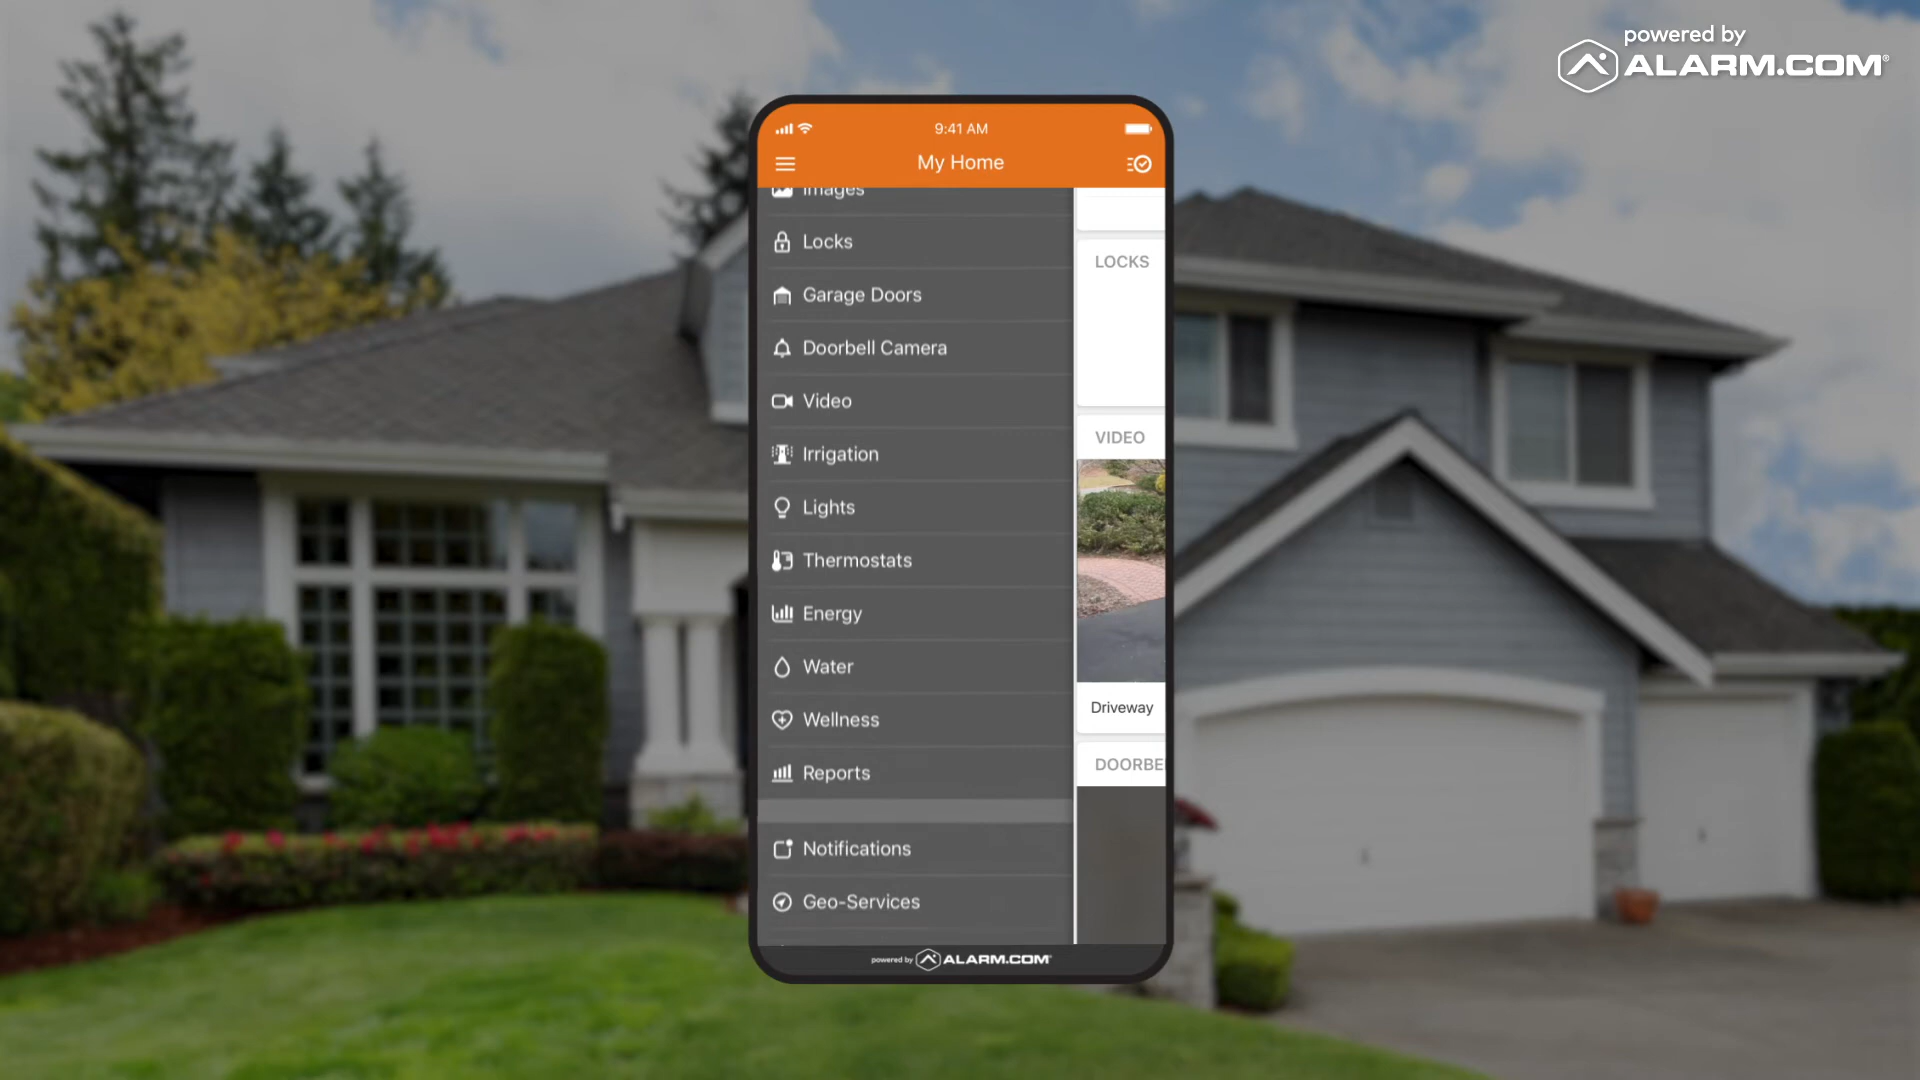 powered by
ALARM.COM®
9:41 AM
My Home
Images
Locks
Garage Doors
Doorbell Camera
Video
Irrigation
Lights
Thermostats
Energy
Water
Wellness
Reports
Notifications
Geo-Services
LOCKS
VIDEO
Driveway
DOORBE
powered by ALARM.COM®